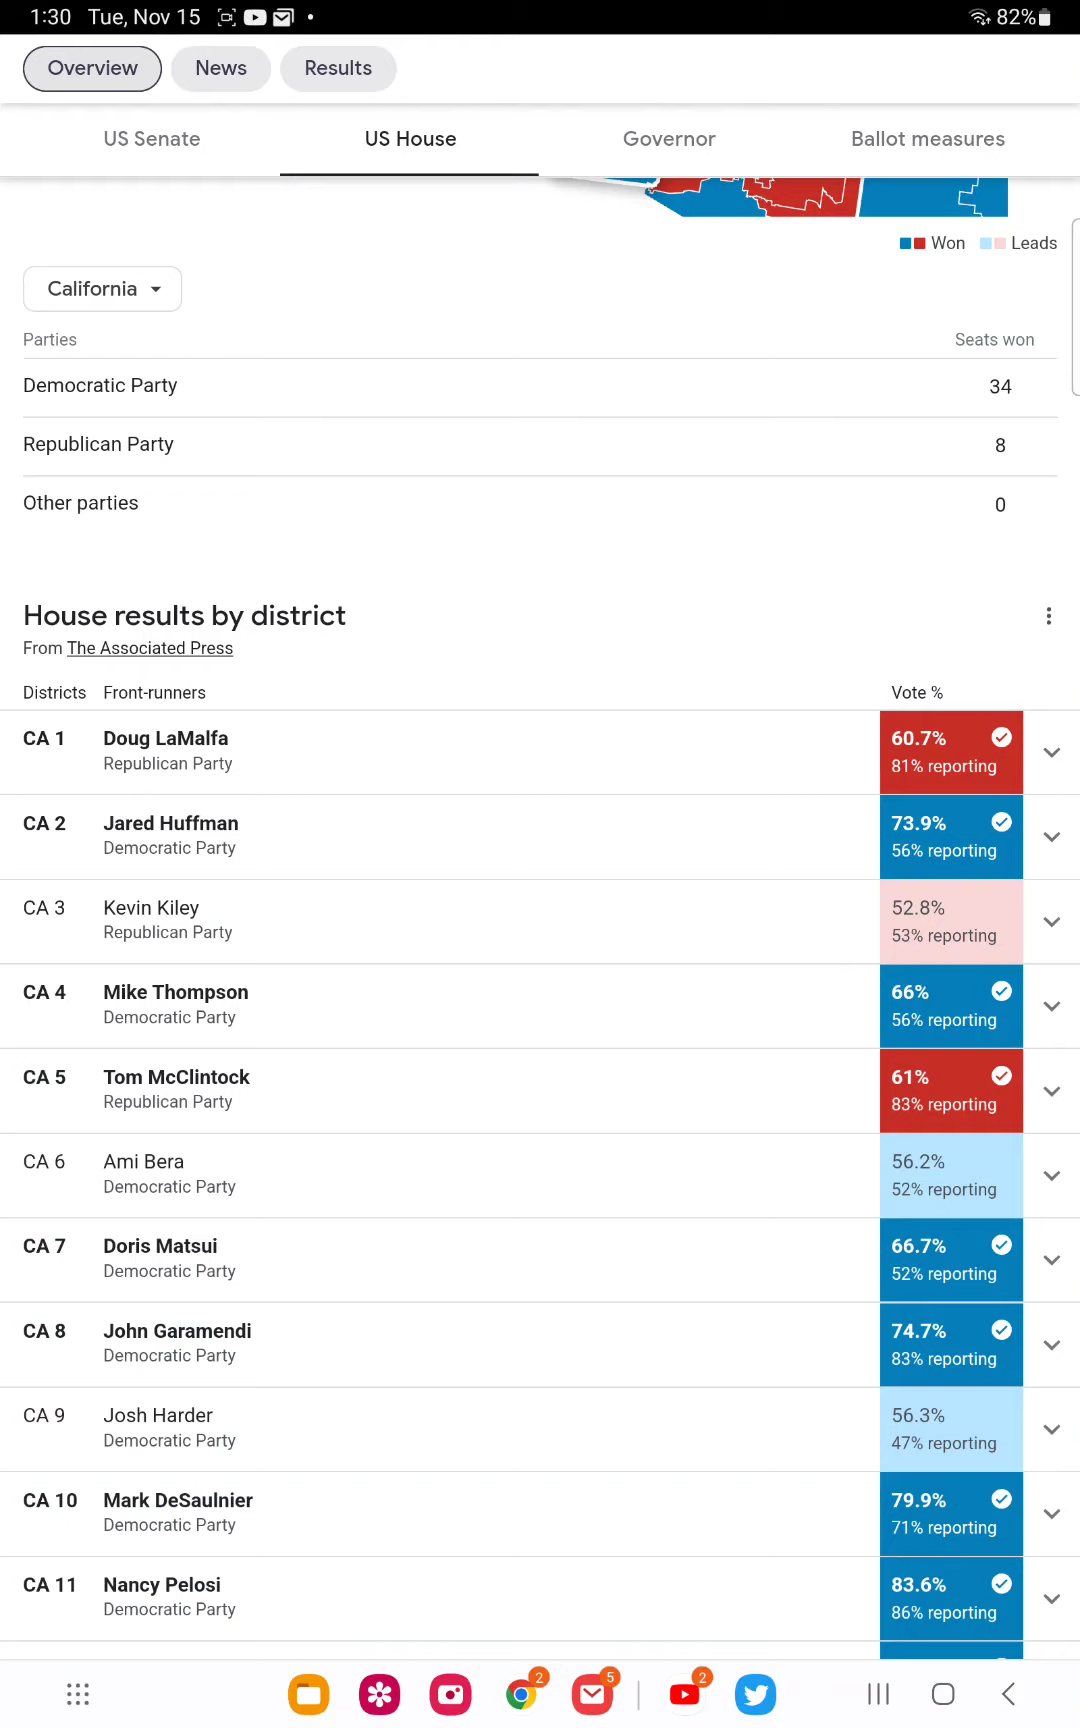 1:30 Tue, Nov 15 82%
Overview News Results
US Senate US House Governor Ballot measures
Won Leads
California
Parties Seats won
Democratic Party 34
Republican Party 8
Other parties 0
House results by district
From The Associated Press
Districts Front-runners Vote %
CA 1 Doug LaMalfa 60.7%
Republican Party 81% reporting
CA 2 Jared Huffman 73.9%
Democratic Party 56% reporting
CA 3 Kevin Kiley 52.8%
Republican Party 53% reporting
CA 4 Mike Thompson 66%
Democratic Party 56% reporting
CA 5 Tom McClintock 61%
Republican Party 83% reporting
CA 6 Ami Bera 56.2%
Democratic Party 52% reporting
CA 7 Doris Matsui 66.7%
Democratic Party 52% reporting
CA 8 John Garamendi 74.7%
Democratic Party 83% reporting
CA 9 Josh Harder 56.3%
Democratic Party 47% reporting
CA 10 Mark DeSaulnier 79.9%
Democratic Party 71% reporting
CA 11 Nancy Pelosi 83.6%
Democratic Party 86% reporting
2 5 2